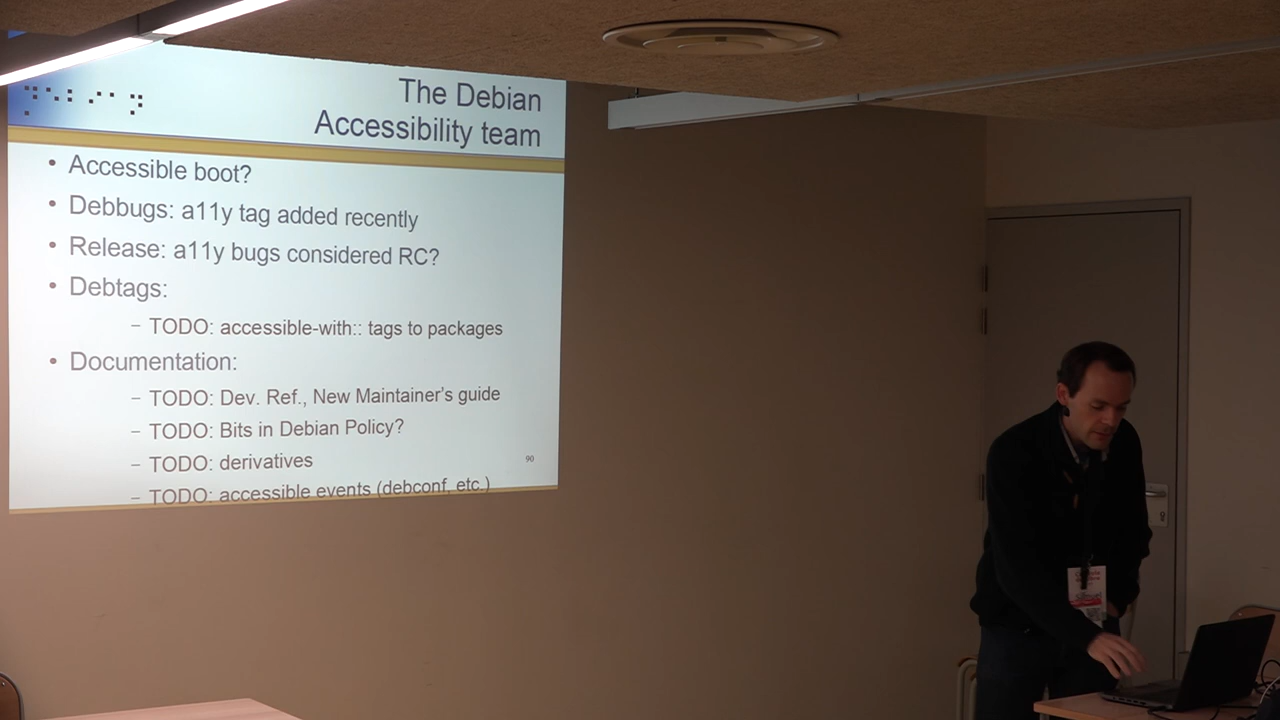 The Debian
Accessibility team
• Accessible boot?
• Debbugs: a11y tag added recently
• Release: a11y bugs considered RC?
• Debtags:
– TODO: accessible-with:: tags to packages
• Documentation:
– TODO: Dev. Ref., New Maintainer's guide
– TODO: Bits in Debian Policy?
– TODO: derivatives
90
– TODO: accessible events (debconf, etc.)